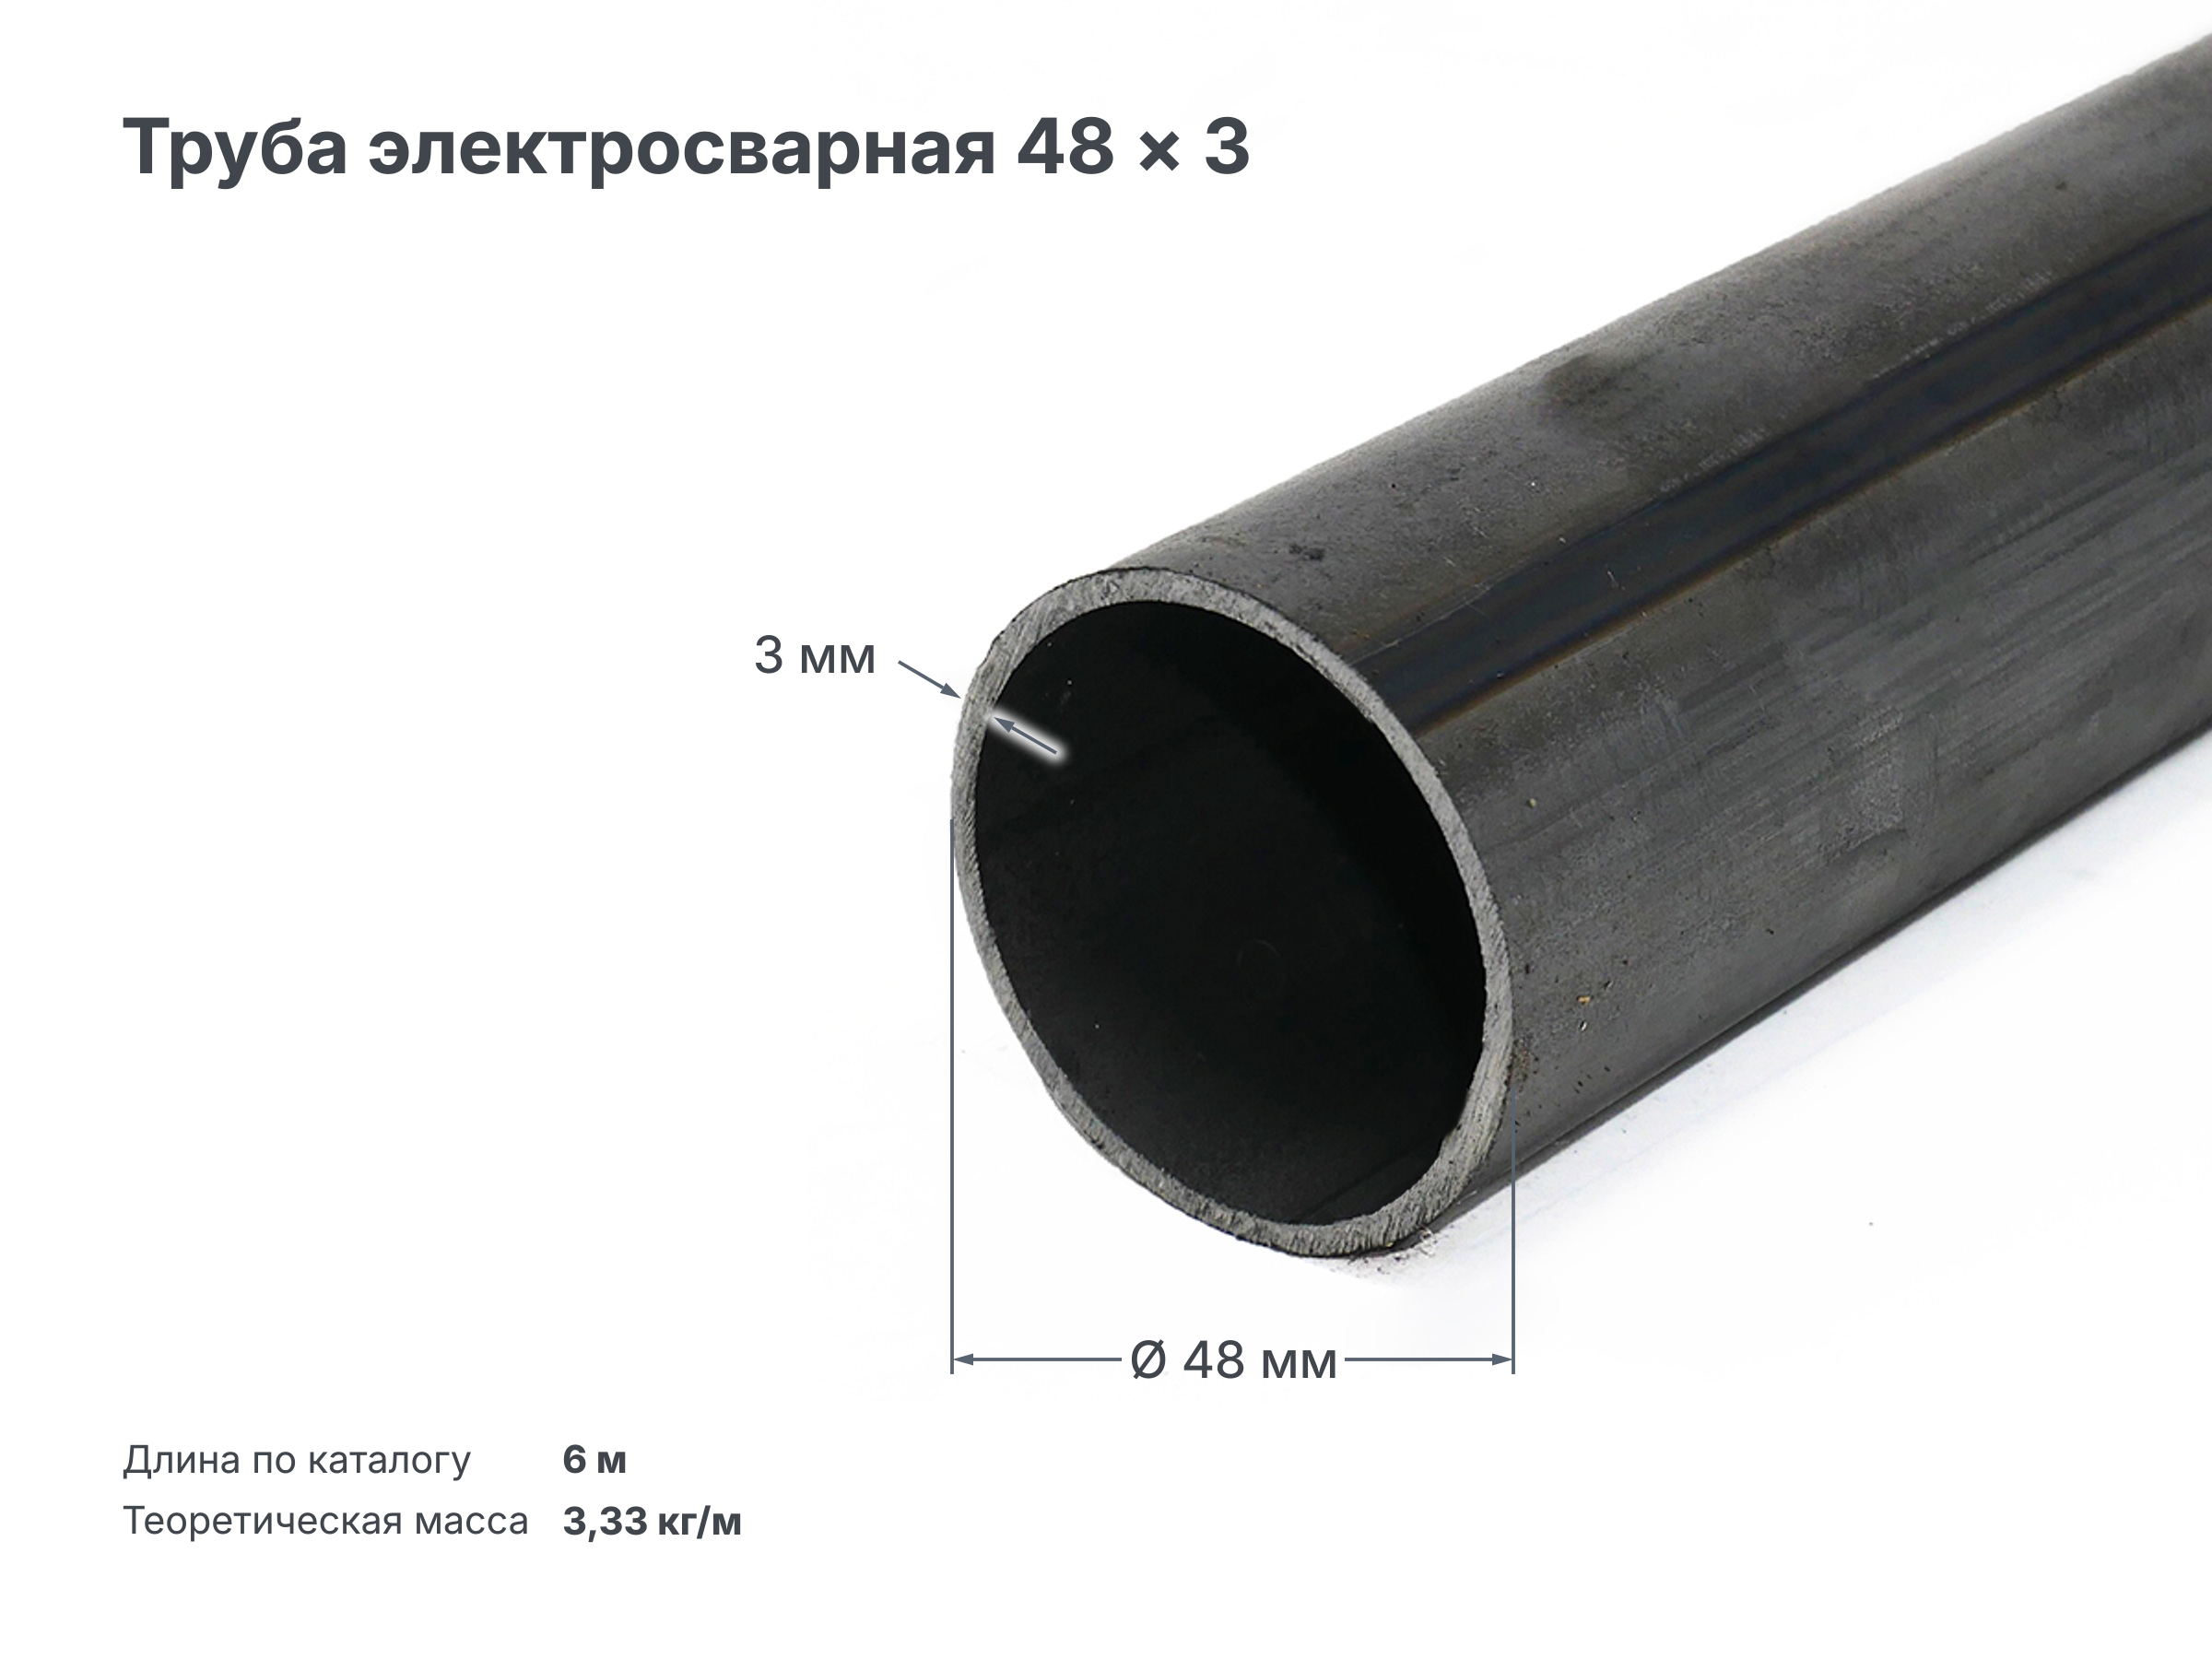 Труба электросварная 48 × 3
3 мм
Ø 48 мм
Длина по каталогу 6 м
Теоретическая масса 3,33 кг/м